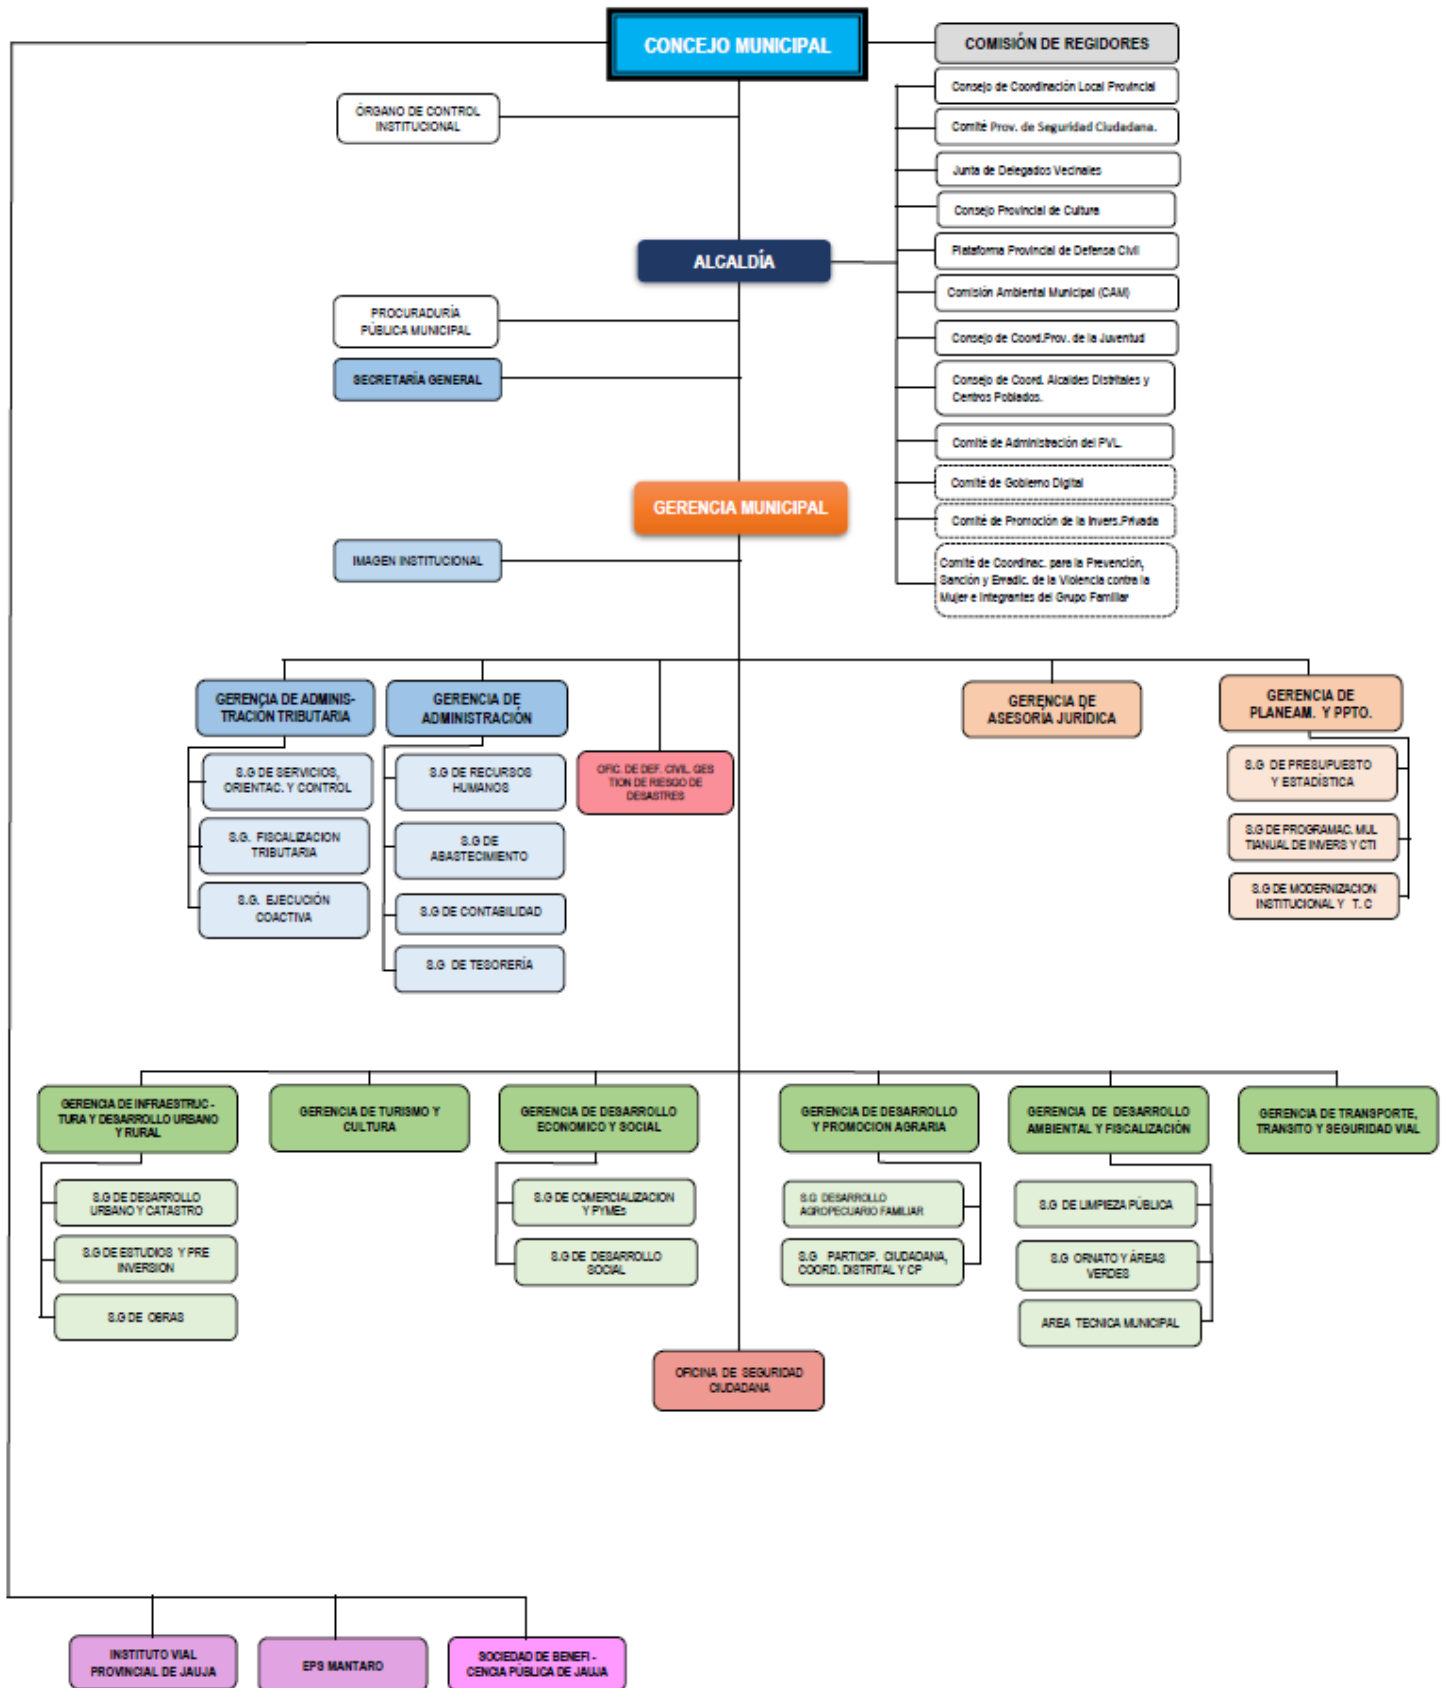 CONCEJO MUNICIPAL
COMISIÓN DE REGIDORES
Consejo de Coordinación Local Provincial
Comité Prov. de Seguridad Ciudadana.
Junta de Delegados Vecinales
Consejo Provincial de Cultura
Plataforma Provincial de Defensa Civil
Comisión Ambiental Municipal (CAM)
Consejo de Coord.Prov. de la Juventud
Consejo de Coord. Alcaldes Distritales y
Centros Poblados.
Comité de Administración del PVL.
Comité de Gobierno Digital
Comité de Promoción de la Invers.Privada
Comité de Coordinac. para la Prevención,
Sanción y Erradic. de la Violencia contra la
Mujer e Integrantes del Grupo Familiar
ÓRGANO DE CONTROL
INSTITUCIONAL
ALCALDÍA
PROCURADURÍA
PÚBLICA MUNICIPAL
SECRETARÍA GENERAL
GERENCIA MUNICIPAL
IMAGEN INSTITUCIONAL
GERENCIA DE ADMINIS-
TRACIÓN TRIBUTARIA
S.G DE SERVICIOS,
ORIENTAC. Y CONTROL
S.G. FISCALIZACION
TRIBUTARIA
S.G. EJECUCIÓN
COACTIVA
GERENCIA DE
ADMINISTRACIÓN
S.G DE RECURSOS
HUMANOS
S.G DE
ABASTECIMIENTO
S.G DE CONTABILIDAD
S.G DE TESORERÍA
OFIC. DE DEF. CIVIL. GES
TION DE RIESGO DE
DESASTRES
GERENCIA DE
ASESORÍA JURIDICA
GERENCIA DE
PLANEAM. Y PPTO.
S.G DE PRESUPUESTO
Y ESTADÍSTICA
S.G DE PROGRAMAC. MUL
TIANUAL DE INVERS Y CTI
S.G DE MODERNIZACION
INSTITUCIONAL Y T. C
GERENCIA DE INFRAESTRUC -
TURA Y DESARROLLO URBANO
Y RURAL
S.G DE DESARROLLO
URBANO Y CATASTRO
S.G DE ESTUDIOS Y PRE
INVERSION
S.G DE OBRAS
GERENCIA DE TURISMO Y
CULTURA
GERENCIA DE DESARROLLO
ECONOMICO Y SOCIAL
S.G DE COMERCIALIZACION
Y PYMEs
S.G DE DESARROLLO
SOCIAL
GERENCIA DE DESARROLLO
Y PROMOCION AGRARIA
S.G DESARROLLO
AGROPECUARIO FAMILIAR
S.G PARTICIP. CIUDADANA,
COORD. DISTRITAL Y CP
GERENCIA DE DESARROLLO
AMBIENTAL Y FISCALIZACIÓN
S.G DE LIMPIEZA PÚBLICA
S.G ORNATO Y ÁREAS
VERDES
AREA TECNICA MUNICIPAL
GERENCIA DE TRANSPORTE,
TRANSITO Y SEGURIDAD VIAL
OFICINA DE SEGURIDAD
CIUDADANA
INSTITUTO VIAL
PROVINCIAL DE JAUJA
EPS MANTARO
SOCIEDAD DE BENEFI -
CENCIA PÚBLICA DE JAUJA